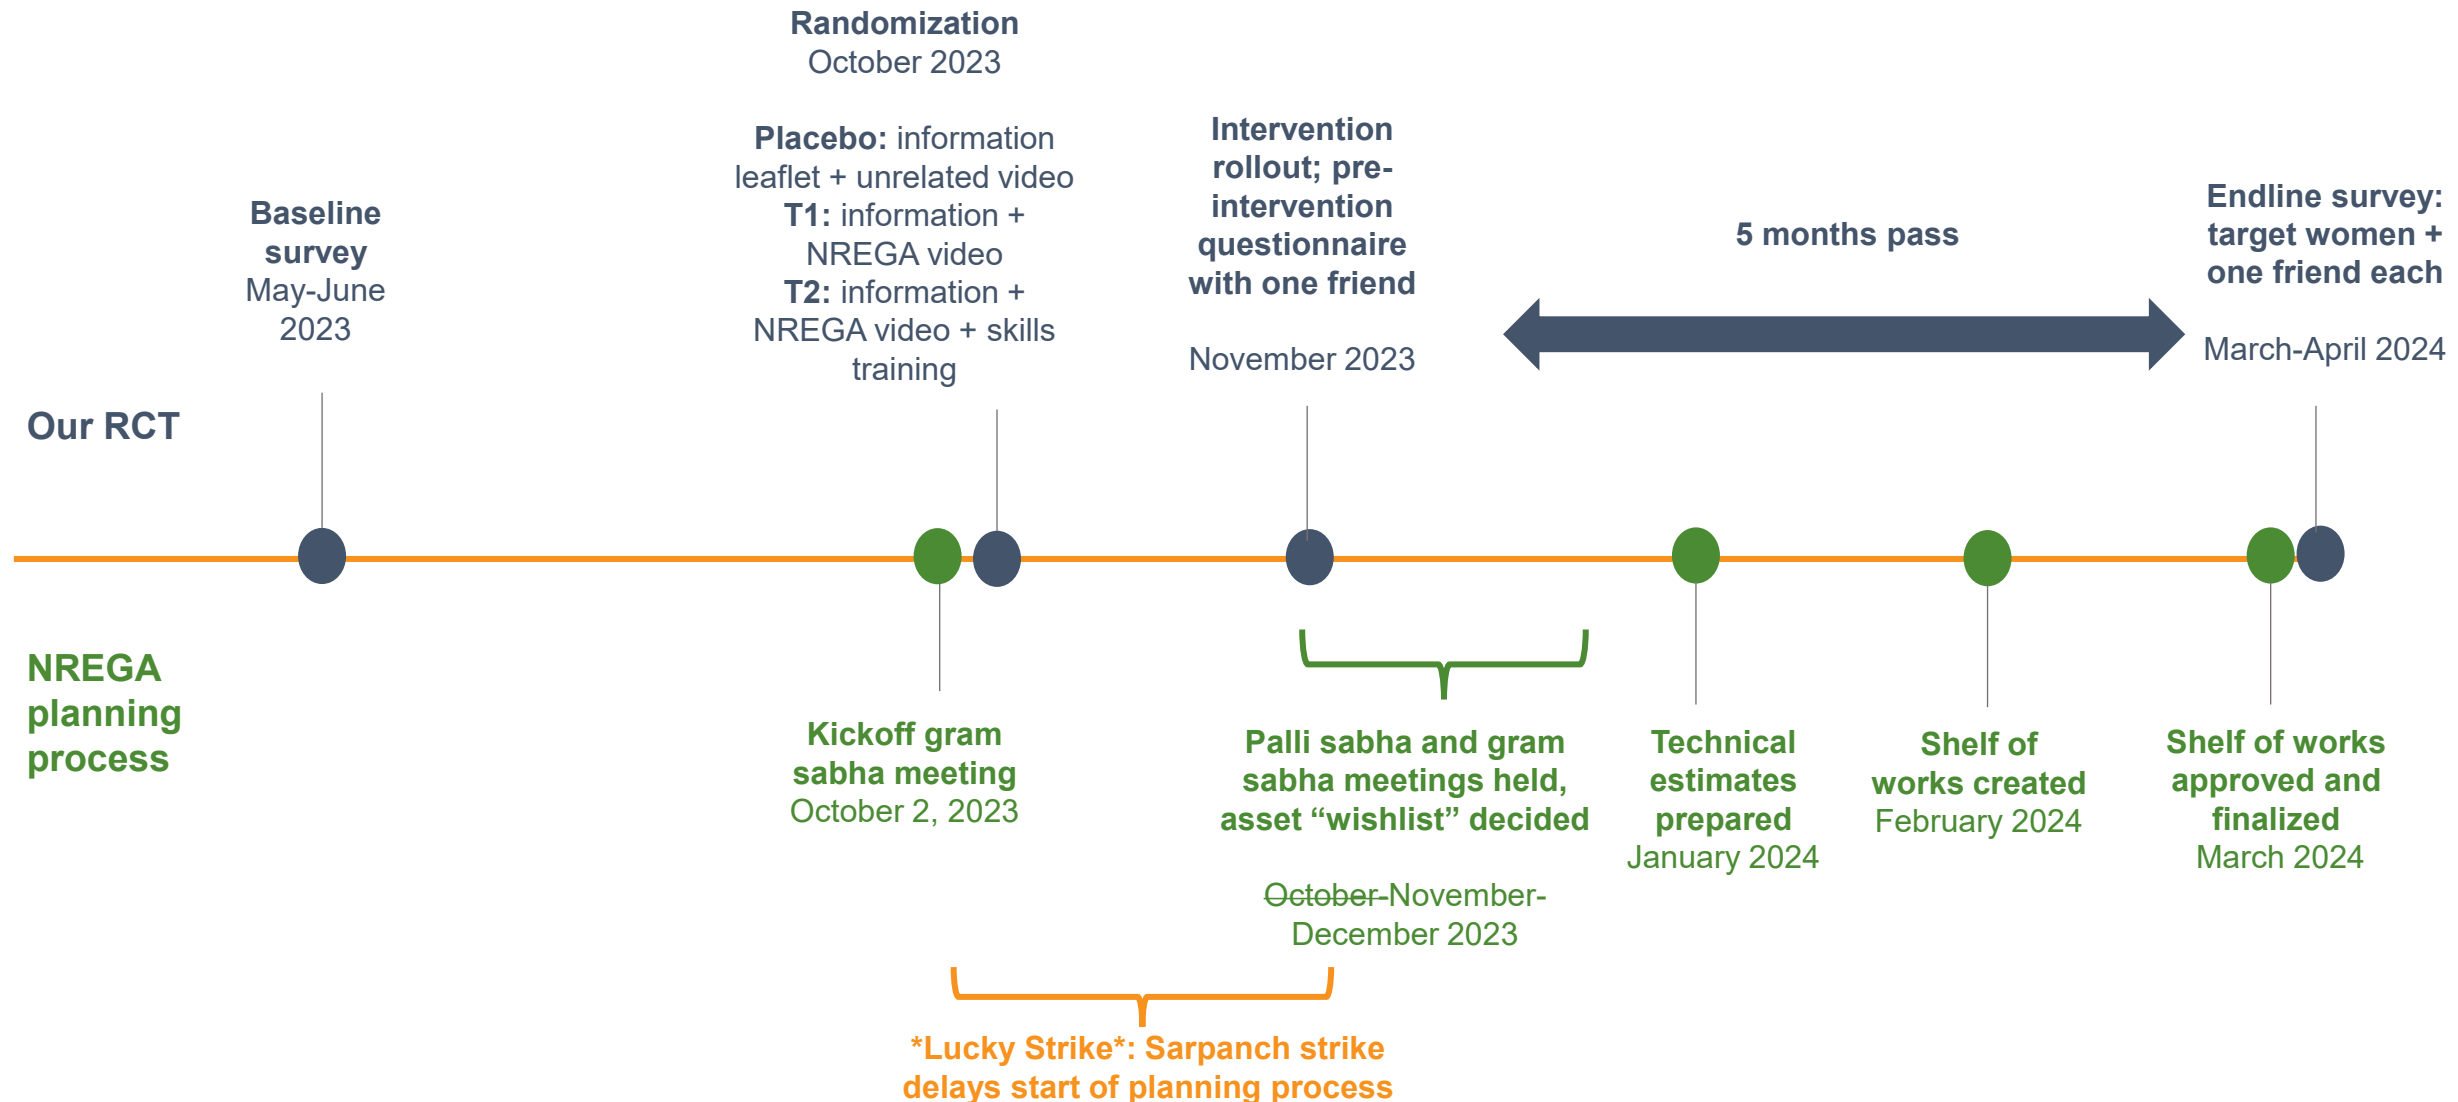 Randomization
October 2023
Placebo: information
leaflet + unrelated video
T1: information +
NREGA video
T2: information +
NREGA video + skills
training
Baseline
survey
May-June
2023
Intervention
rollout; pre-
intervention
questionnaire
with one friend
November 2023
5 months pass
Endline survey:
target women +
one friend each
March-April 2024
Our RCT
NREGA
planning
process
Kickoff gram
sabha meeting
October 2, 2023
Palli sabha and gram
sabha meetings held,
asset “wishlist” decided
October-November-
December 2023
Technical
estimates
prepared
January 2024
Shelf of
works created
February 2024
Shelf of works
approved and
finalized
March 2024
*Lucky Strike*: Sarpanch strike
delays start of planning process